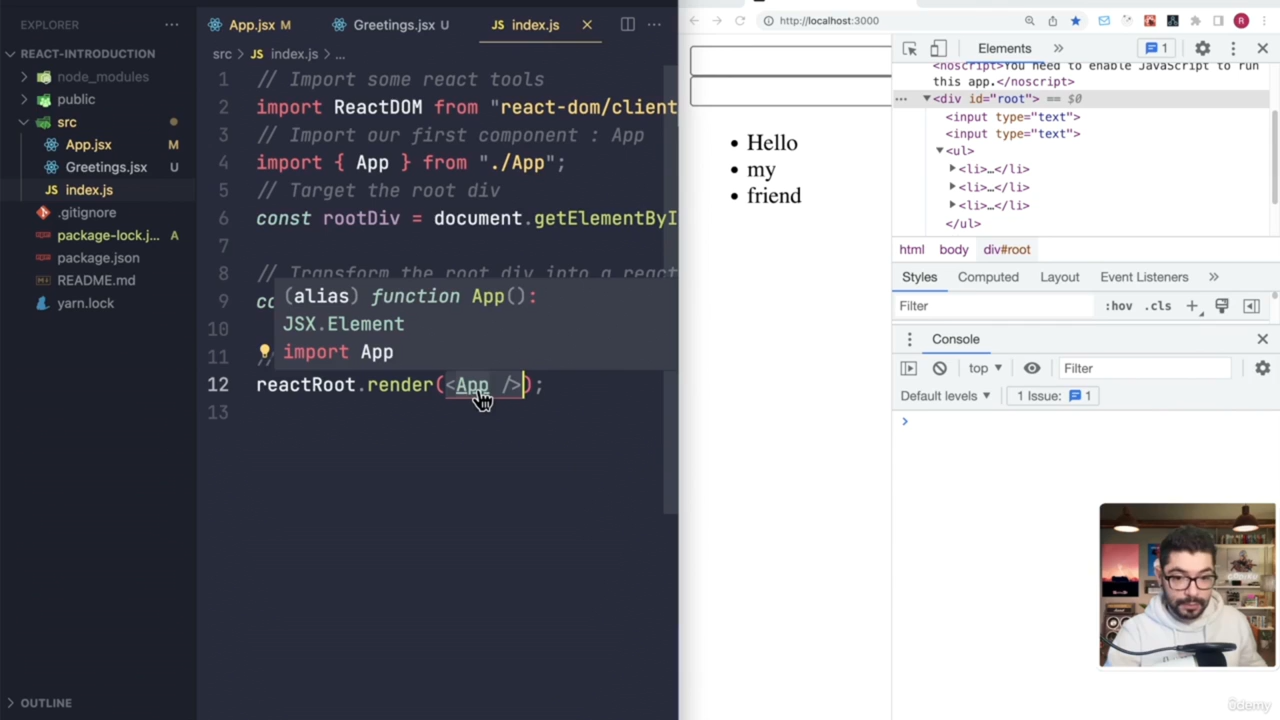 EXPLORER
REACT-INTRODUCTION
node_modules
public
src
App.jsx M
Greetings.jsx U
index.js
.gitignore
package-lock.j... A
package.json
README.md
yarn.lock
OUTLINE
App.jsx M
Greetings.jsx U
index.js
src > JS index.js > ...
1 // Import some react tools
2 import ReactDOM from "react-dom/client
3 // Import our first component : App
4 import { App } from "./App";
5 // Target the root div
6 const rootDiv = document.getElementByI
7
8 // Transform the root div into a react
9 co
10
11 //
(alias) function App():
JSX.Element
import App
12 reactRoot.render(<App />);
13
http://localhost:3000
Hello
my
friend
Elements
1
<noscript>You need to enable JavaScript to run
this app.</noscript>
<div id="root"> == $0
<input type="text">
<input type="text">
<ul>
<li>…</li>
<li>…</li>
<li>…</li>
</ul>
html body div#root
Styles Computed Layout Event Listeners
Filter :hov .cls
Console
top Filter
Default levels 1 Issue: 1
R
ûdemy